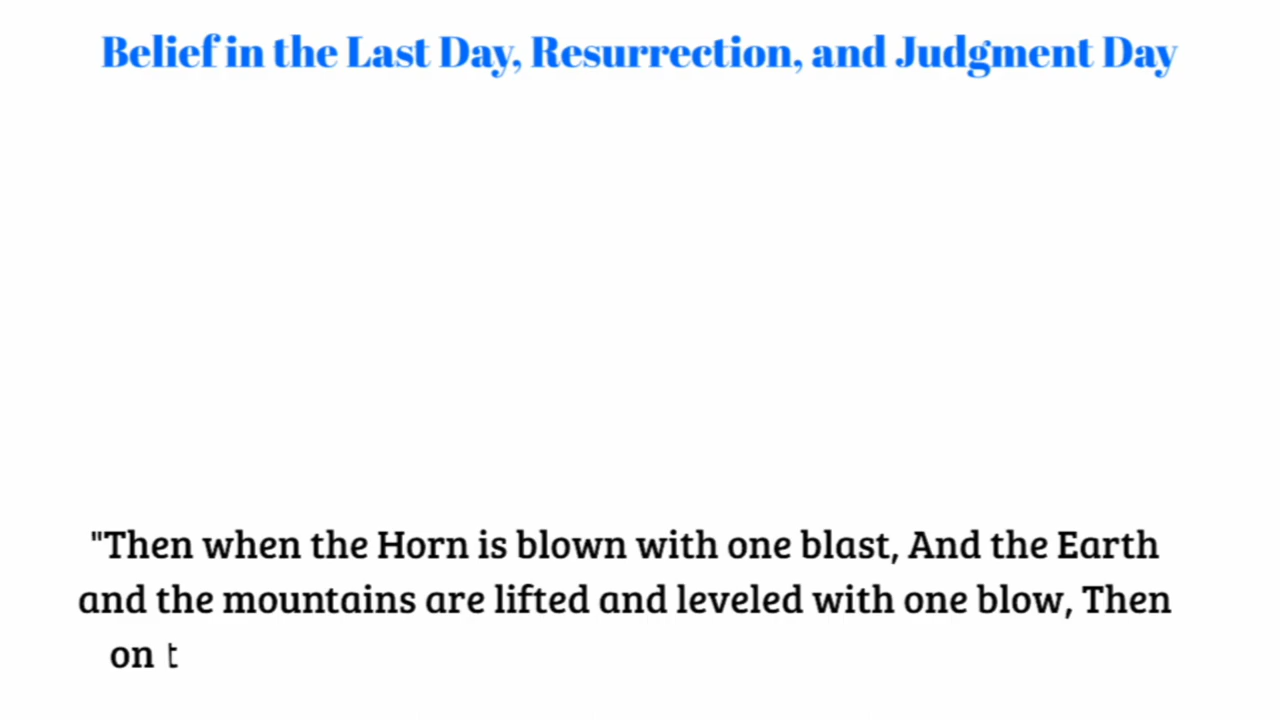 Belief in the Last Day, Resurrection, and Judgment Day
"Then when the Horn is blown with one blast, And the Earth
and the mountains are lifted and leveled with one blow, Then
on t